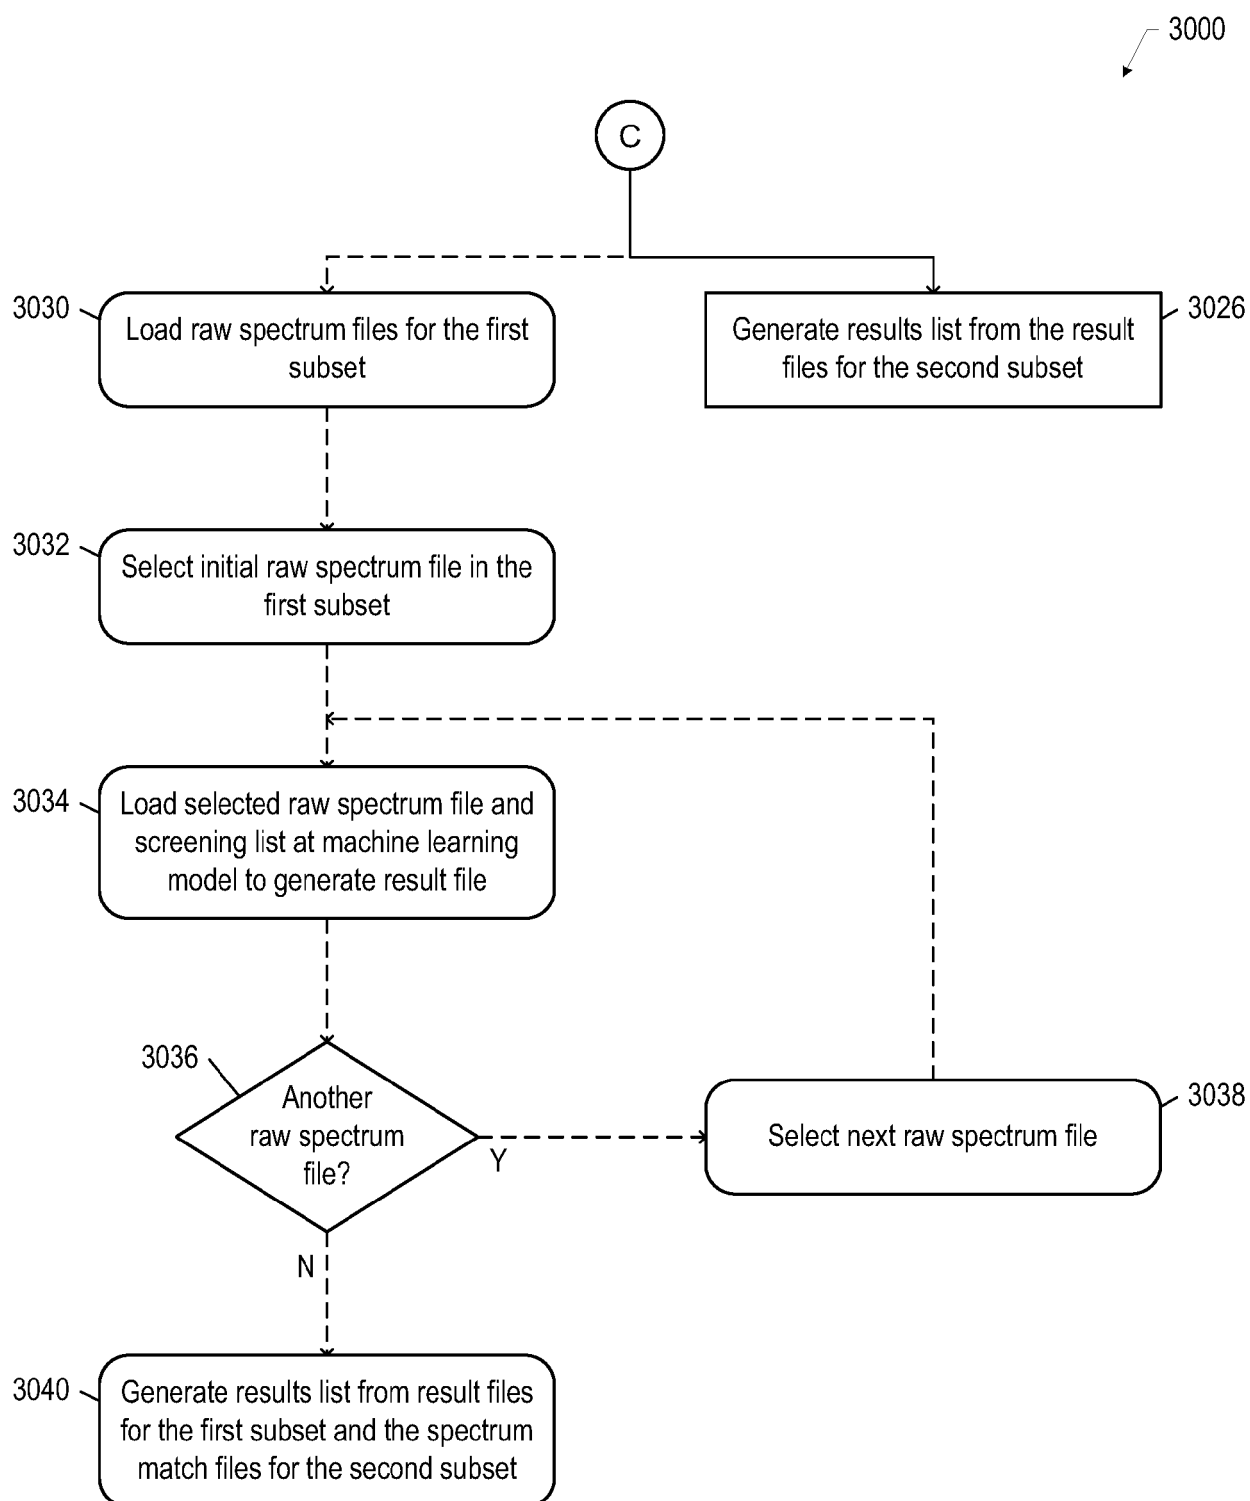 3000
C
3030
Load raw spectrum files for the first
subset
3026
Generate results list from the result
files for the second subset
3032
Select initial raw spectrum file in the
first subset
3034
Load selected raw spectrum file and
screening list at machine learning
model to generate result file
3036
Another
raw spectrum
file?
Y
3038
Select next raw spectrum file
N
3040
Generate results list from result files
for the first subset and the spectrum
match files for the second subset